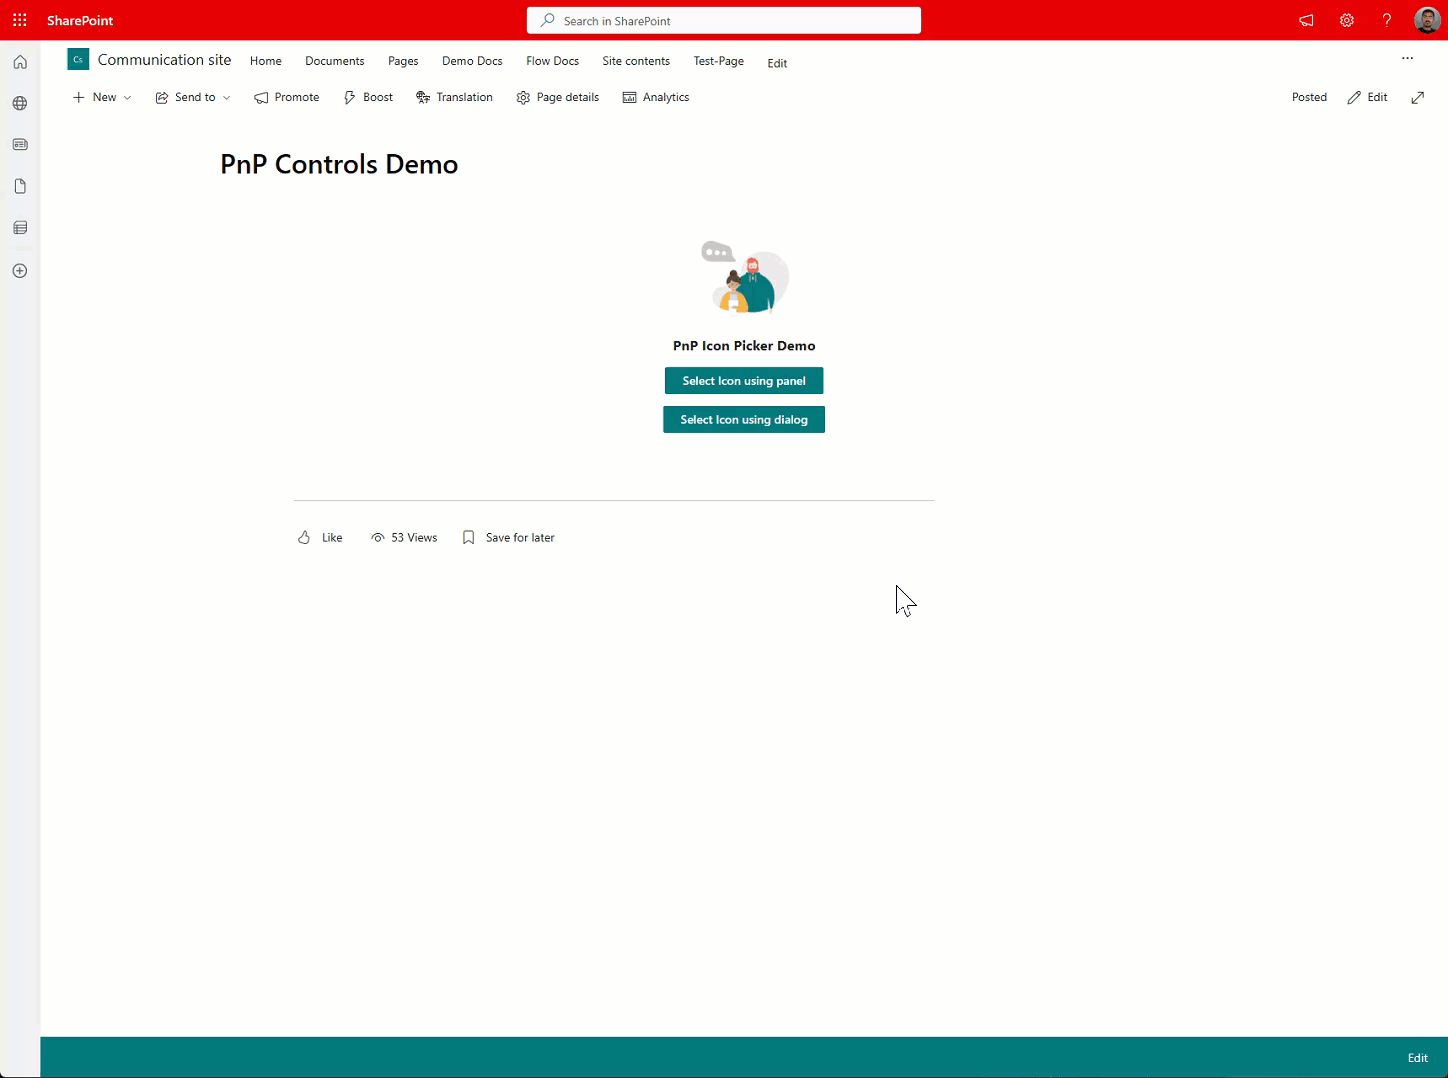 SharePoint
Search in SharePoint
?
Cs Communication site Home Documents Pages Demo Docs Flow Docs Site contents Test-Page Edit ...
New Send to Promote Boost Translation Page details Analytics Posted Edit
PnP Controls Demo
PnP Icon Picker Demo
Select Icon using panel
Select Icon using dialog
Like 53 Views Save for later
Edit